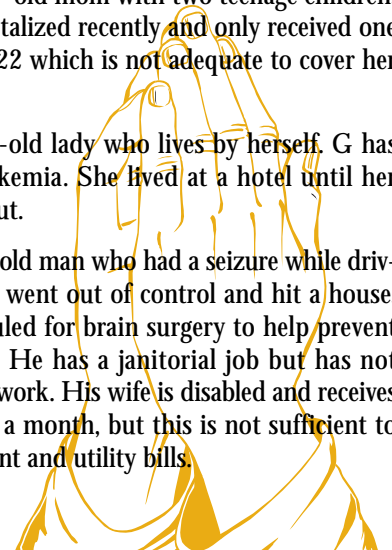 old mom with two teenage children
talized recently and only received one
22 which is not adequate to cover her
-old lady who lives by herself. G has
kemia. She lived at a hotel until her
ut.
old man who had a seizure while driv-
went out of control and hit a house.
uled for brain surgery to help prevent
He has a janitorial job but has not
work. His wife is disabled and receives
a month, but this is not sufficient to
nt and utility bills.